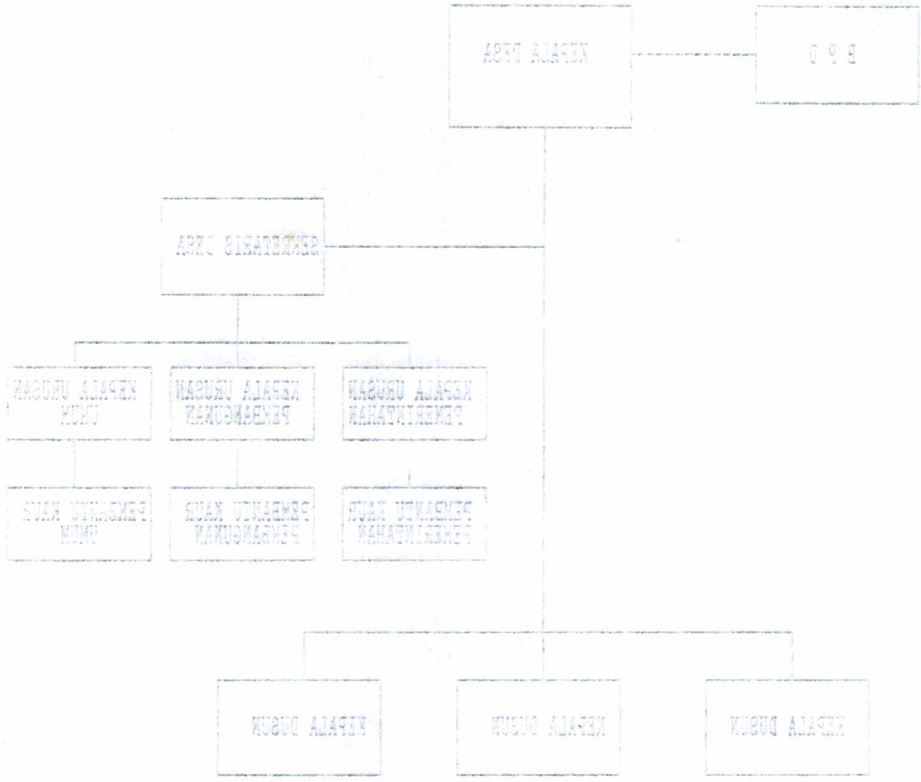 B P D
KEPALA DESA
SEKRETARIS DESA
KEPALA URUSAN
PEMERINTAHAN
KEPALA URUSAN
PEMBANGUNAN
KEPALA URUSAN
UMUM
PEMBANTU KAUR
PEMERINTAHAN
PEMBANTU KAUR
PEMBANGUNAN
PEMBANTU KAUR
UMUM
KEPALA DUSUN
KEPALA DUSUN
KEPALA DUSUN